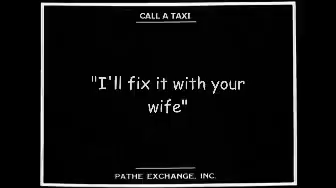 CALL A TAXI
"I'll fix it with your
wife"
PATHE EXCHANGE, INC.